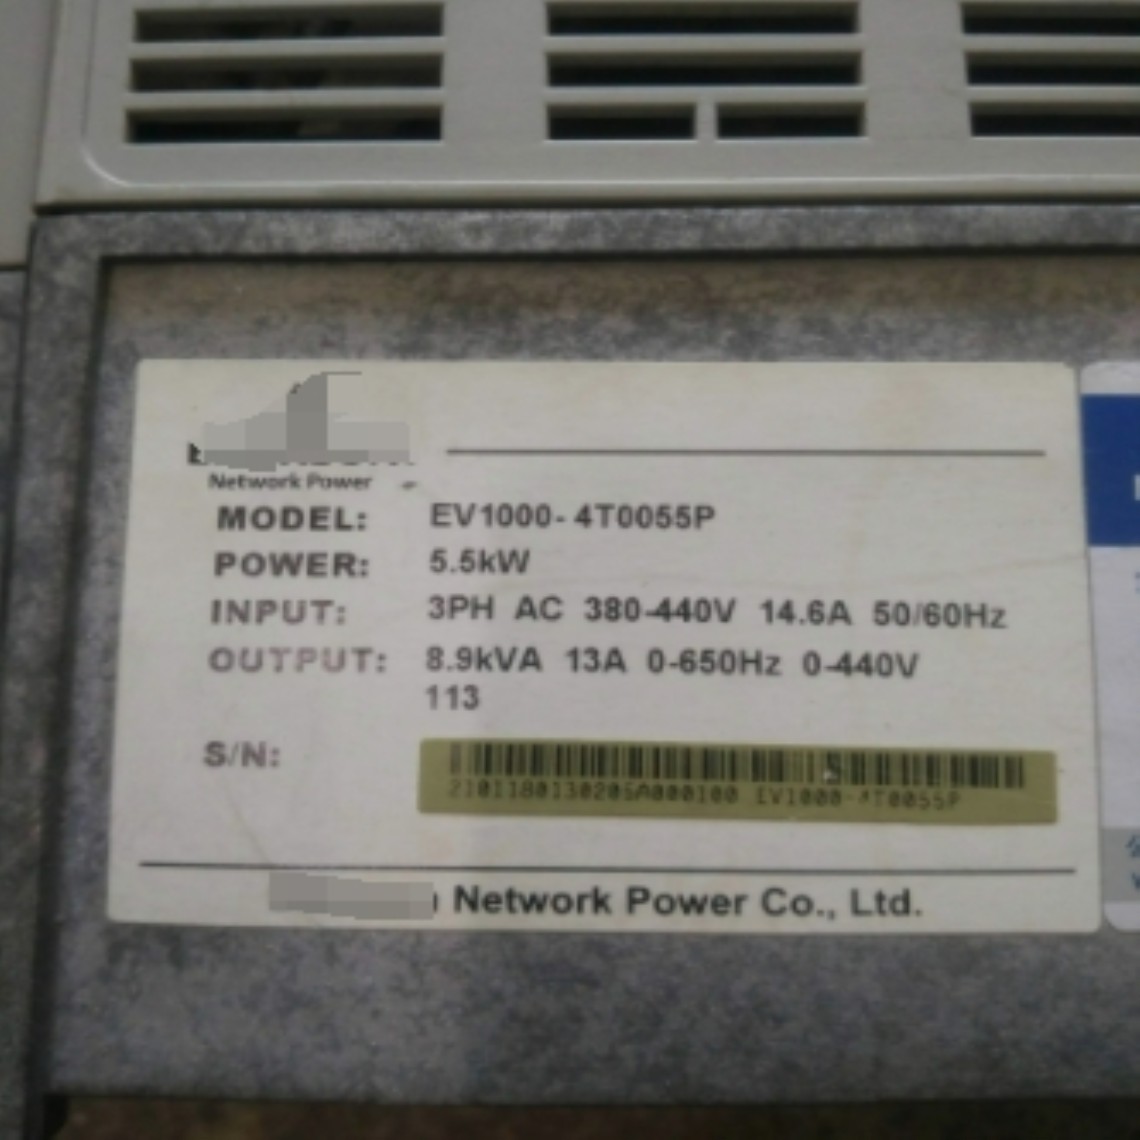 Network Power
MODEL: EV1000-4T0055P
POWER: 5.5kW
INPUT: 3PH AC 380-440V 14.6A 50/60Hz
OUTPUT: 8.9kVA 13A 0-650Hz 0-440V
113
S/N:
EV1000-4T0055P
Network Power Co., Ltd.